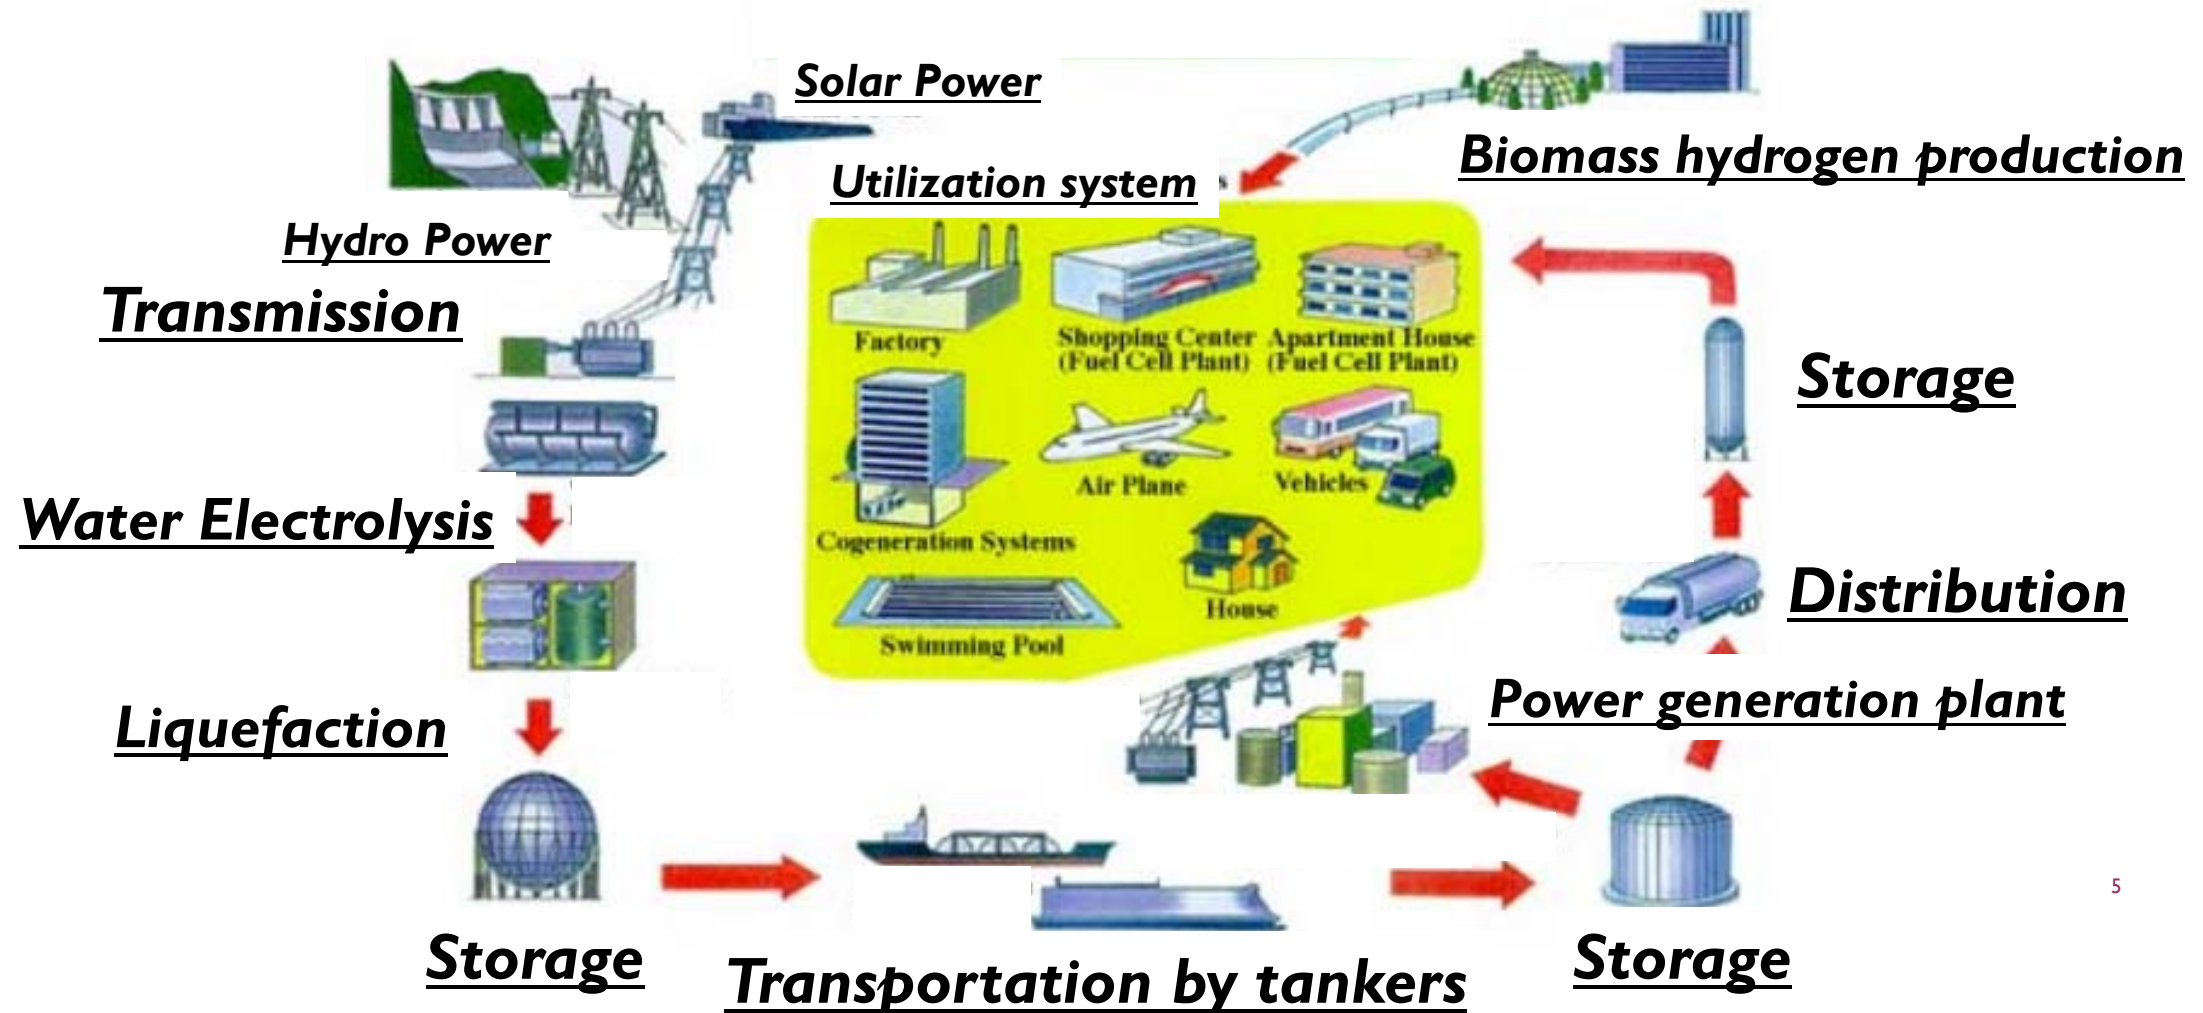 Solar Power
Biomass hydrogen production
Utilization system
Hydro Power
Transmission
Factory
Shopping Center
(Fuel Cell Plant)
Apartment House
(Fuel Cell Plant)
Storage
Air Plane
Vehicles
Water Electrolysis
Cogeneration Systems
Distribution
House
Swimming Pool
Power generation plant
Liquefaction
5
Storage
Transportation by tankers
Storage